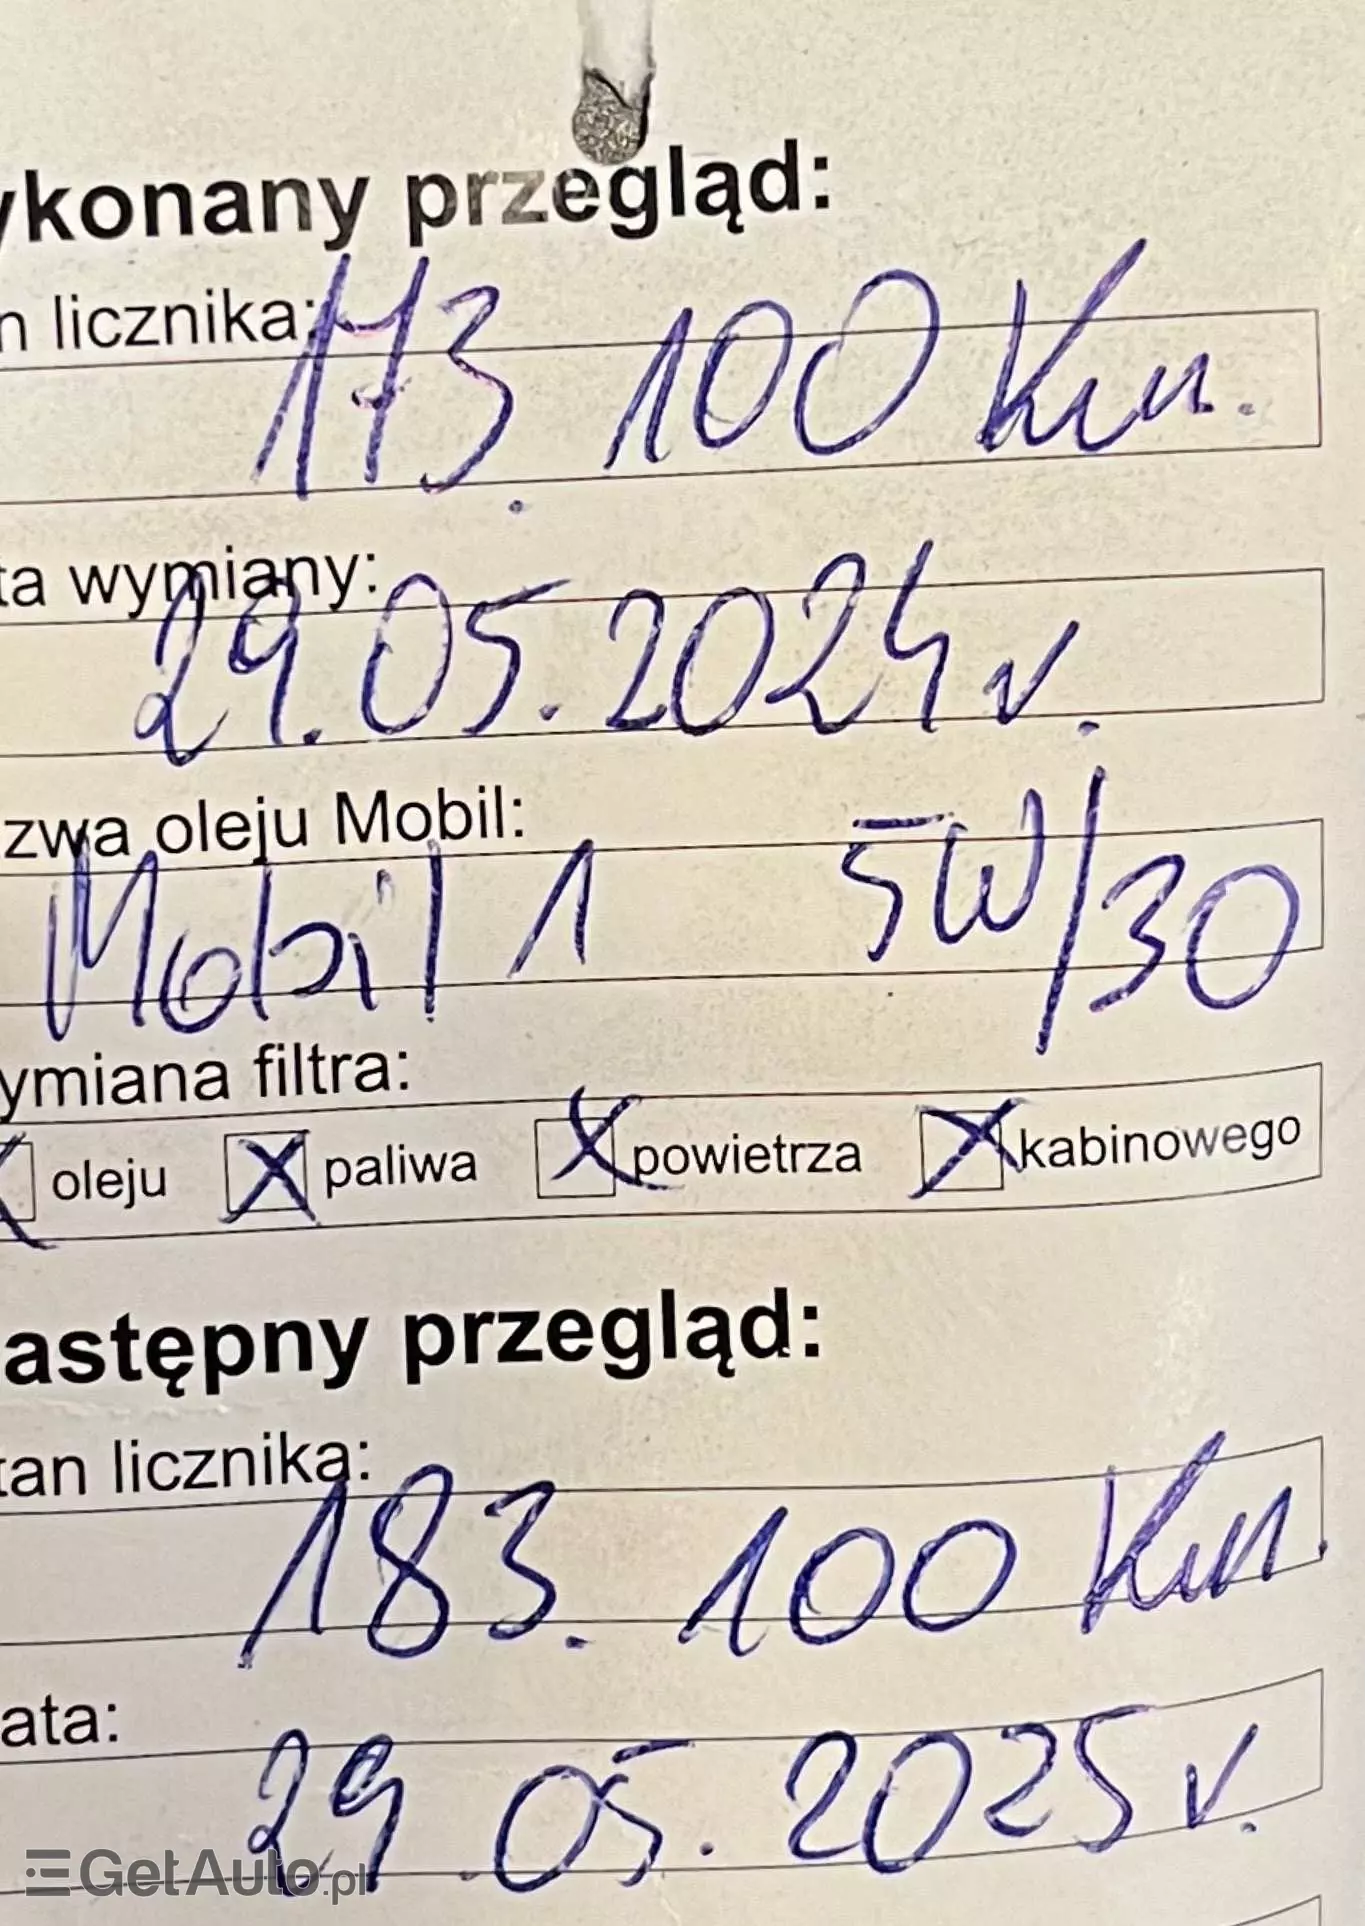 ykonany przegląd:
n licznika:
173.100 Km.
ta wymiany:
29.05.2024 r.
zwa oleju Mobil:
Mobil 1 5W/30
ymiana filtra:
X oleju X paliwa X powietrza X kabinowego
astępny przegląd:
tan licznika:
183.100 Km.
ata:
29.05.2025 r.
GetAuto.pl